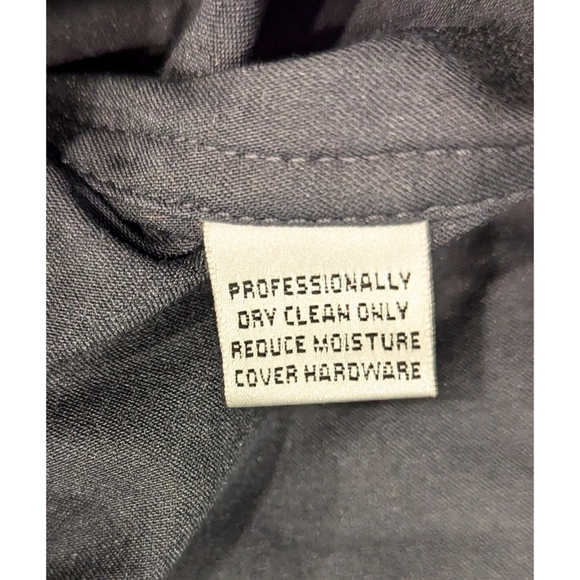 PROFESSIONALLY
DRY CLEAN ONLY
REDUCE MOISTURE
COVER HARDWARE